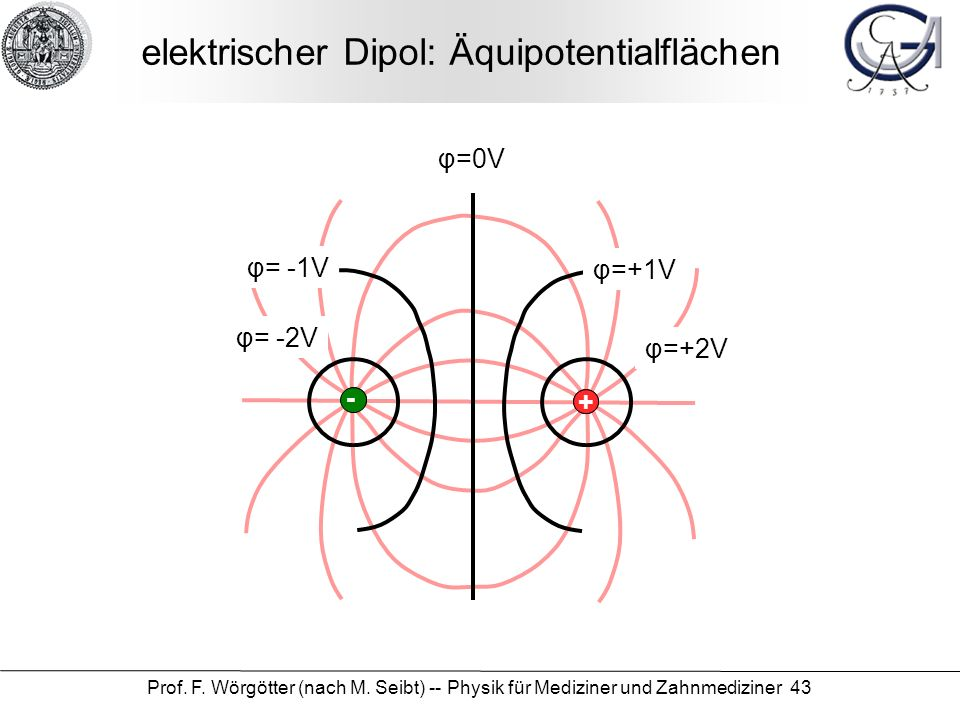 elektrischer Dipol: Äquipotentialflächen
1737
φ=0V
φ= -1V
φ=+1V
φ= -2V
φ=+2V
-
+
Prof. F. Wörgötter (nach M. Seibt) -- Physik für Mediziner und Zahnmediziner 43